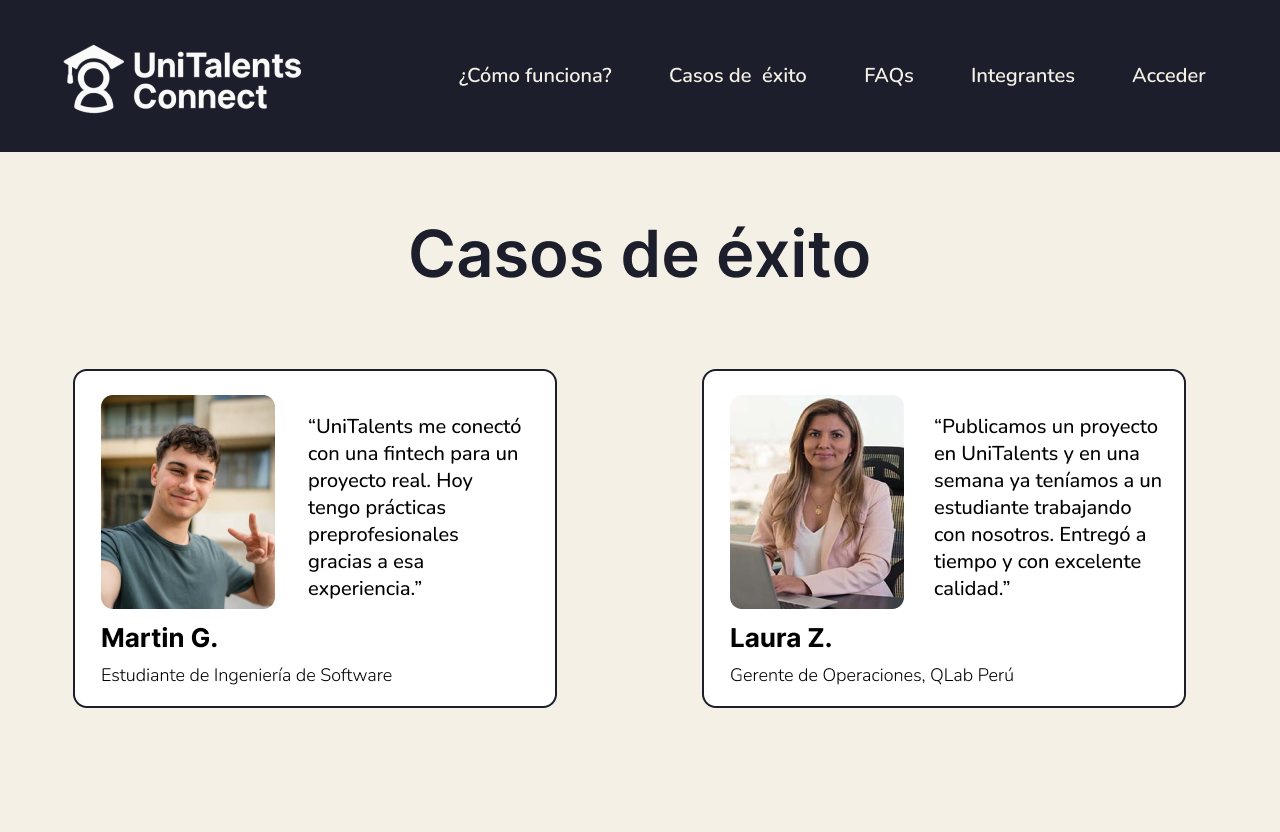 UniTalents
Connect
¿Cómo funciona?
Casos de  éxito
FAQs
Integrantes
Acceder
Casos de éxito
“UniTalents me conectó
con una fintech para un
proyecto real. Hoy
tengo prácticas
preprofesionales
gracias a esa
experiencia.”
Martin G.
Estudiante de Ingeniería de Software
“Publicamos un proyecto
en UniTalents y en una
semana ya teníamos a un
estudiante trabajando
con nosotros. Entregó a
tiempo y con excelente
calidad.”
Laura Z.
Gerente de Operaciones, QLab Perú